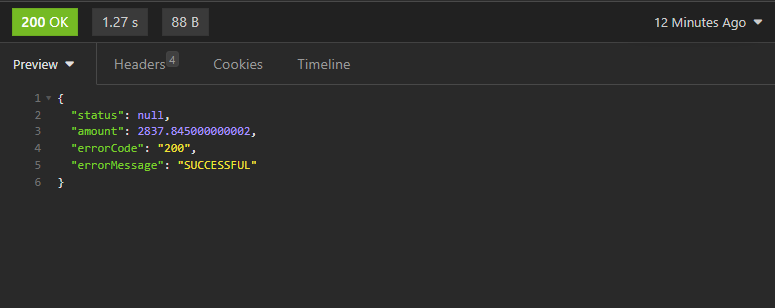 200 OK 1.27 s 88 B 12 Minutes Ago
Preview Headers 4 Cookies Timeline
1 {
2 "status": null,
3 "amount": 2837.845000000002,
4 "errorCode": "200",
5 "errorMessage": "SUCCESSFUL"
6 }